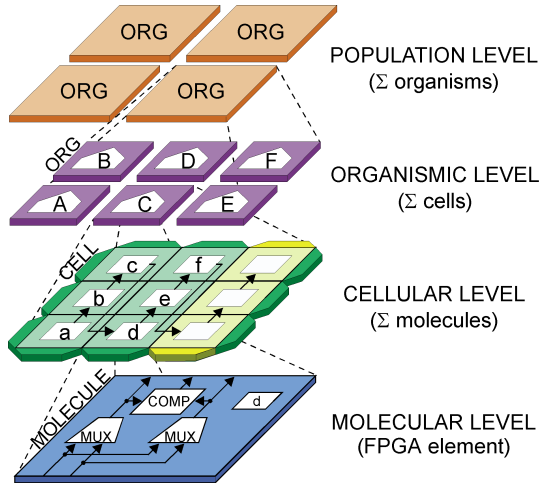 ORG
ORG
POPULATION LEVEL
(Σ organisms)
ORG
ORG
ORG
B
D
F
ORGANISMIC LEVEL
(Σ cells)
A
C
E
CELL
c
f
b
e
CELLULAR LEVEL
(Σ molecules)
a
d
MOLECULE
COMP
d
MUX
MUX
MOLECULAR LEVEL
(FPGA element)